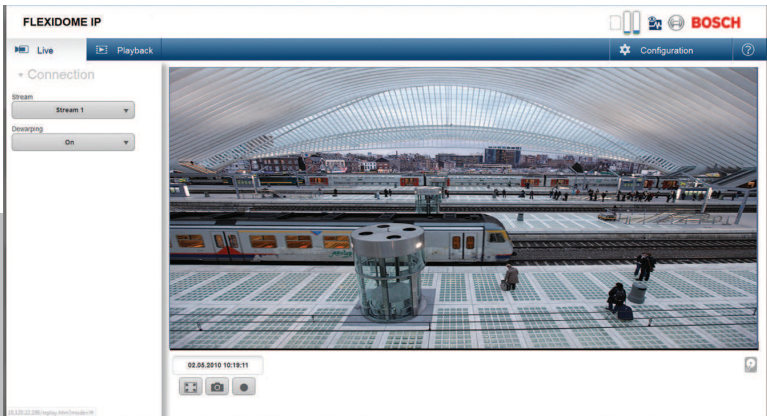 FLEXIDOME IP
BOSCH
Live
Playback
Configuration
?
Connection
Stream
Stream 1
Dewarping
On
02.05.2010 10:19:11